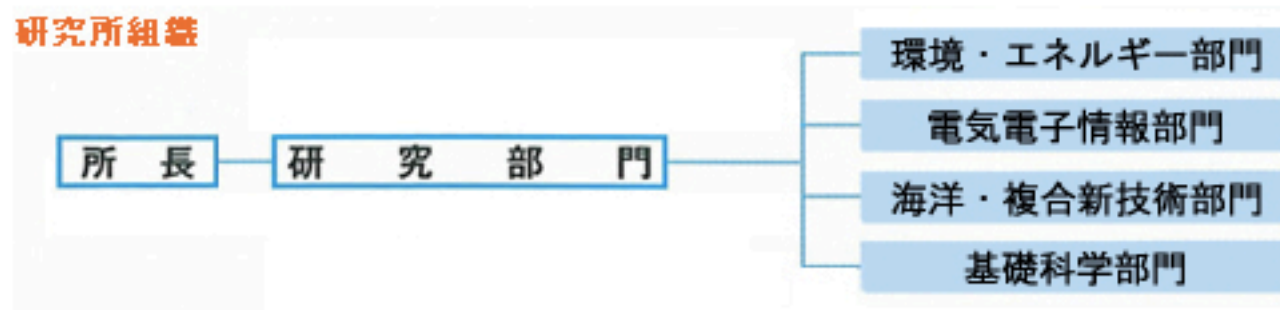 研究所組織
所長
研究部門
環境・エネルギー部門
電気電子情報部門
海洋・複合新技術部門
基礎科学部門